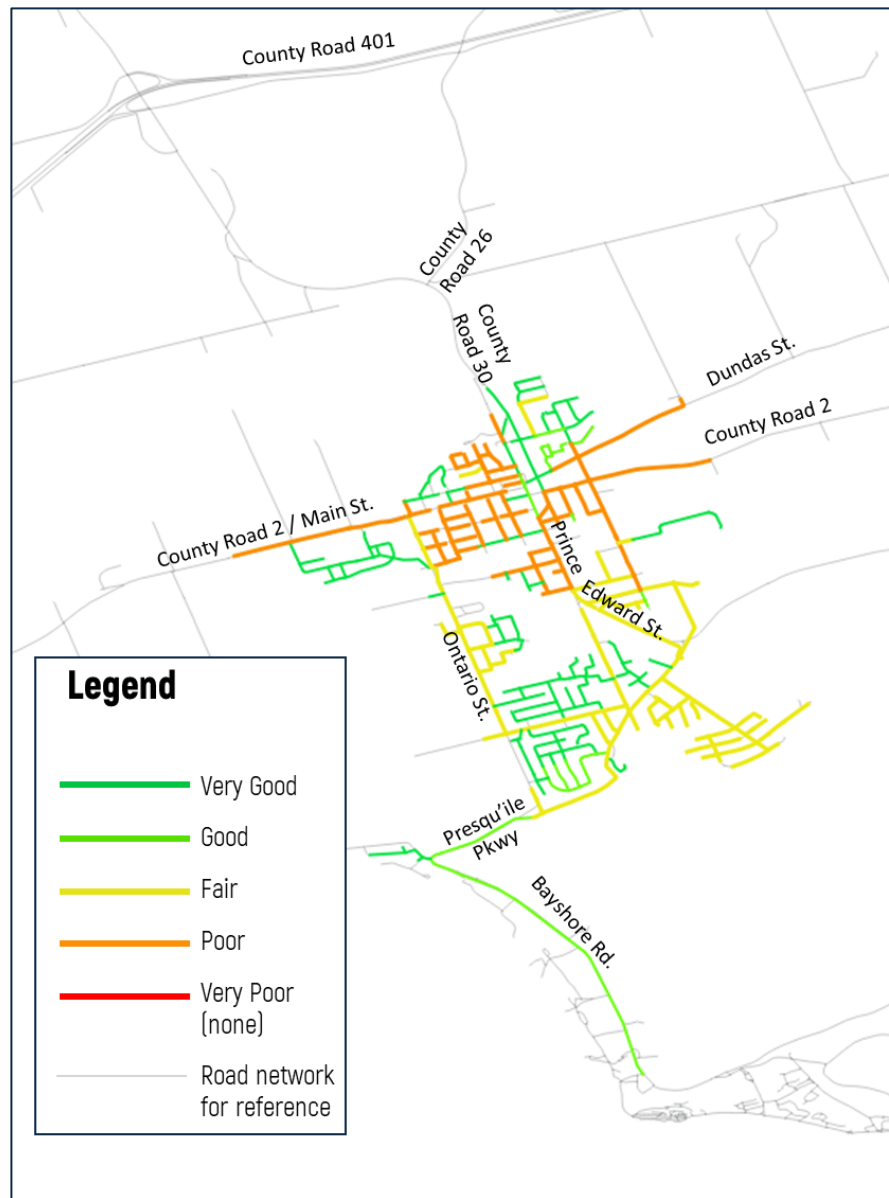 County Road 401
County
Road 26
County
Road 30
Dundas St.
County Road 2
County Road 2 / Main St.
Prince
Edward St.
Ontario St.
Presqu'ile
Pkwy
Bayshore Rd.
Legend
Very Good
Good
Fair
Poor
Very Poor
(none)
Road network
for reference